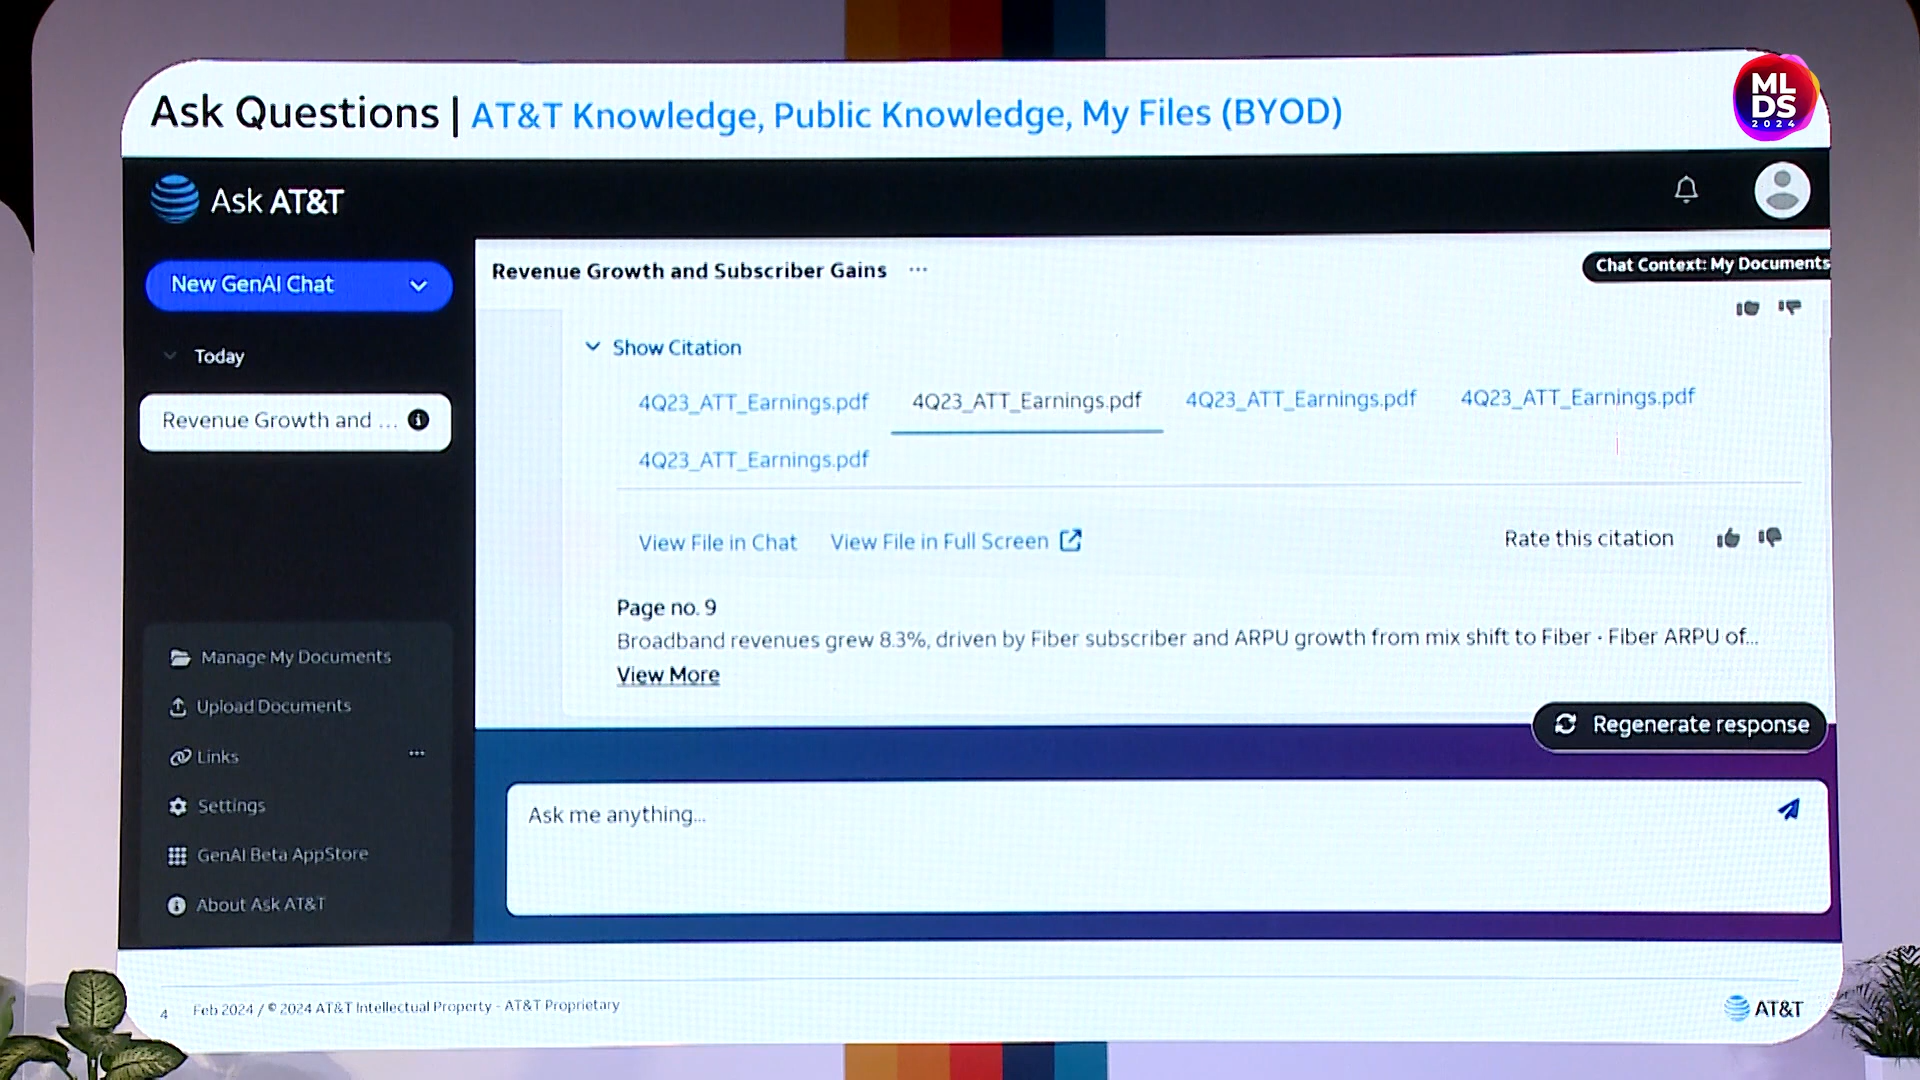 Ask Questions | AT&T Knowledge, Public Knowledge, My Files (BYOD)
ML
DS
2024
Ask AT&T
New GenAI Chat
Today
Revenue Growth and ...
Manage My Documents
Upload Documents
Links
Settings
GenAI Beta AppStore
About Ask AT&T
Revenue Growth and Subscriber Gains ...
Chat Context: My Documents
Show Citation
4Q23_ATT_Earnings.pdf 4Q23_ATT_Earnings.pdf 4Q23_ATT_Earnings.pdf 4Q23_ATT_Earnings.pdf
4Q23_ATT_Earnings.pdf
View File in Chat View File in Full Screen
Rate this citation
Page no. 9
Broadband revenues grew 8.3%, driven by Fiber subscriber and ARPU growth from mix shift to Fiber · Fiber ARPU of...
View More
Regenerate response
Ask me anything...
4 Feb 2024 / © 2024 AT&T Intellectual Property - AT&T Proprietary
AT&T